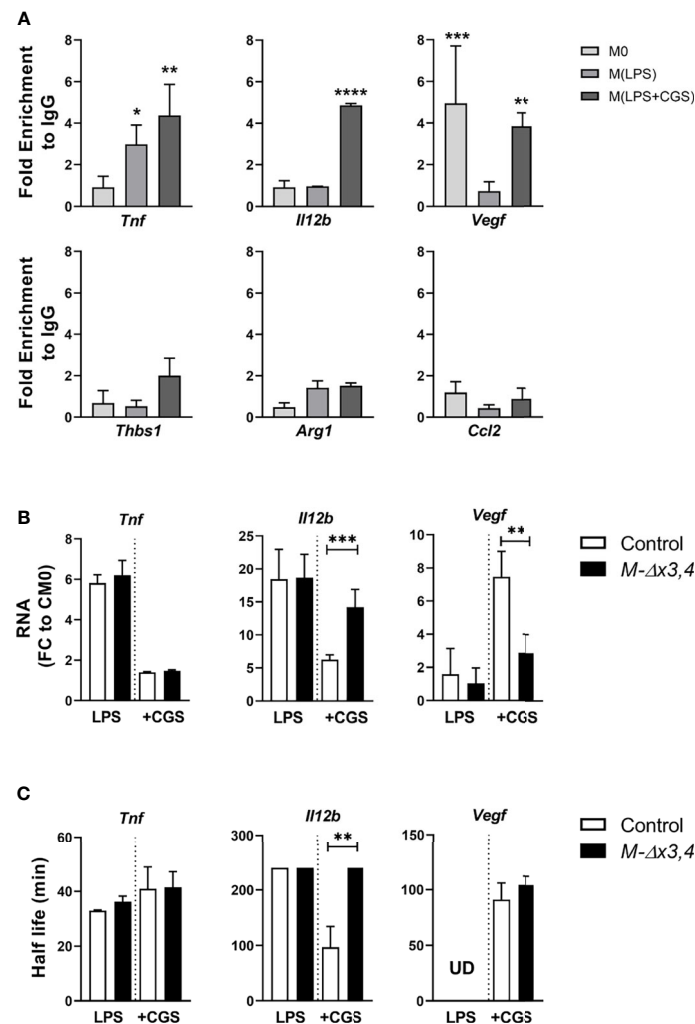 A
Fold Enrichment
to IgG
8
6
4
2
0
*
**
Tnf
8
6
4
2
0
****
Il12b
8
6
4
2
0
***
**
Vegf
M0
M(LPS)
M(LPS+CGS)
Fold Enrichment
to IgG
8
6
4
2
0
Thbs1
8
6
4
2
0
Arg1
8
6
4
2
0
Ccl2
B
Tnf
RNA
(FC to CM0)
8
6
4
2
0
LPS +CGS
Il12b
25
20
15
10
5
0
***
LPS +CGS
Vegf
10
8
6
4
2
0
**
LPS +CGS
Control
M-Δx3,4
C
Tnf
Half life (min)
60
40
20
0
LPS +CGS
Il12b
300
200
100
0
**
LPS +CGS
Vegf
150
100
50
0
UD
LPS +CGS
Control
M-Δx3,4